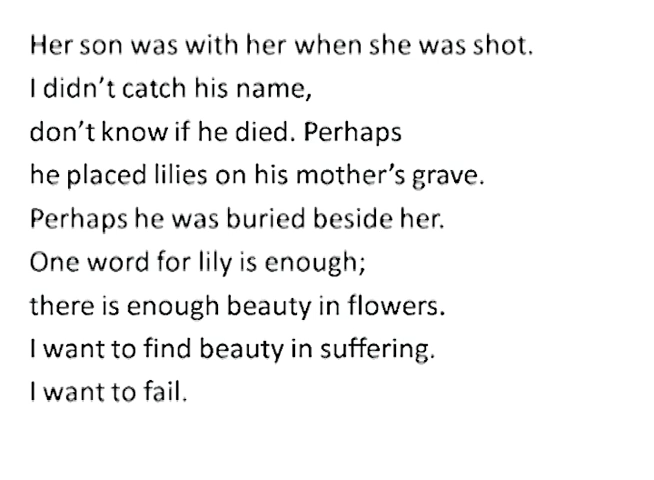 Her son was with her when she was shot.
I didn’t catch his name,
don’t know if he died. Perhaps
he placed lilies on his mother’s grave.
Perhaps he was buried beside her.
One word for lily is enough;
there is enough beauty in flowers.
I want to find beauty in suffering.
I want to fail.